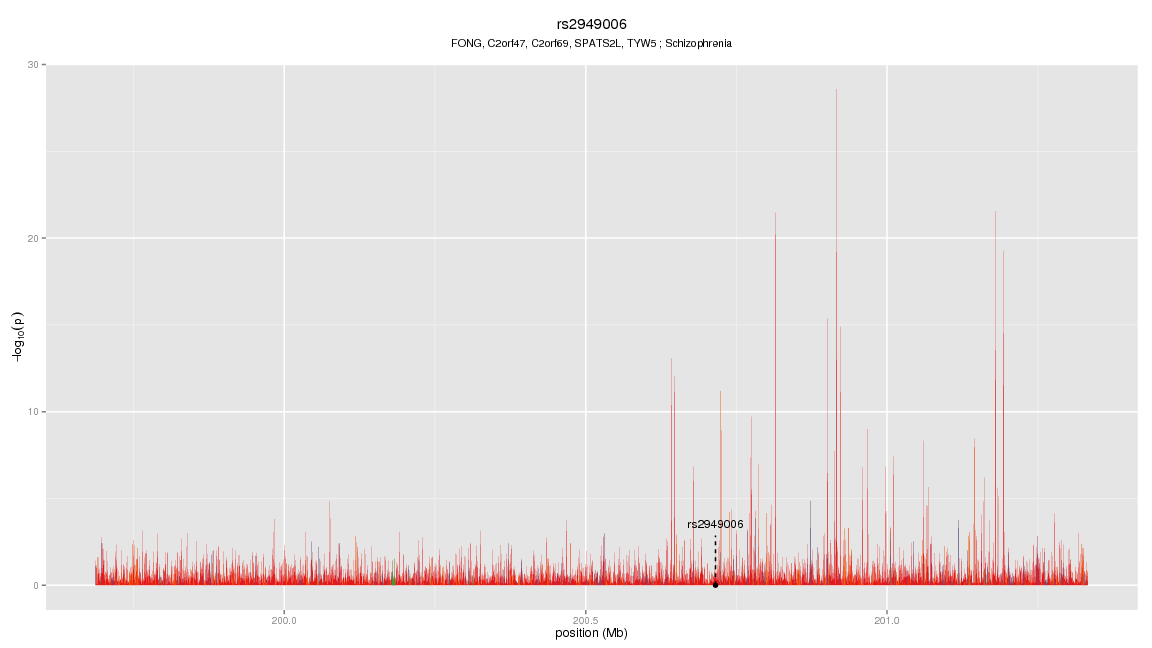 rs2949006
FONG, C2orf47, C2orf69, SPATS2L, TYW5 ; Schizophrenia
30
20
10
0
−log10(p)
rs2949006
200.0
200.5
201.0
position (Mb)